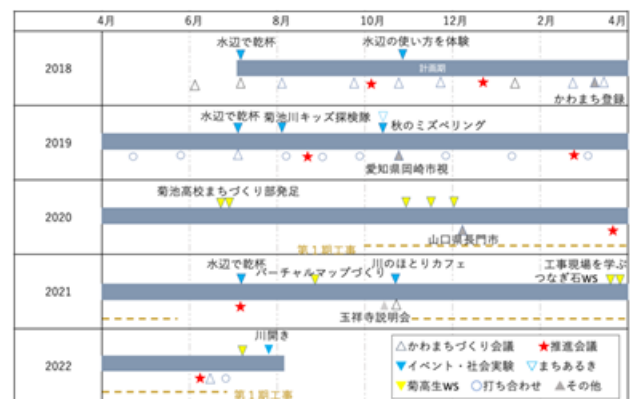 4月 6月 8月 10月 12月 2月 4月
水辺で乾杯 水辺の使い方を体験
2018 計画期
かわまち登録
水辺で乾杯 菊池川キッズ探検隊 秋のミズベリング
2019
愛知県岡崎市視
菊池高校まちづくり部発足
2020
山口県長門市
第1期工事
水辺で乾杯 川のほとりカフェ 工事現場を学ぶ
バーチャルマップづくり つなぎ石WS
2021
玉祥寺説明会
川開き
2022
第1期工事
△かわまちづくり会議 ★推進会議
▼イベント・社会実験 ▽まちあるき
▼菊高生WS ○打ち合わせ ▲その他